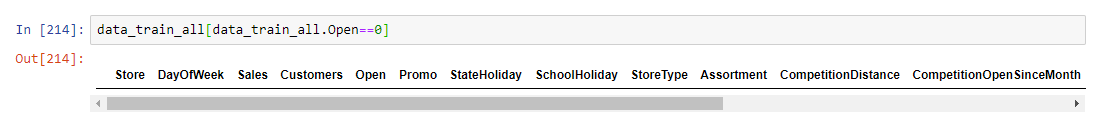 In [214]: data_train_all[data_train_all.Open==0]
Out[214]:
Store DayOfWeek Sales Customers Open Promo StateHoliday SchoolHoliday StoreType Assortment CompetitionDistance CompetitionOpenSinceMonth